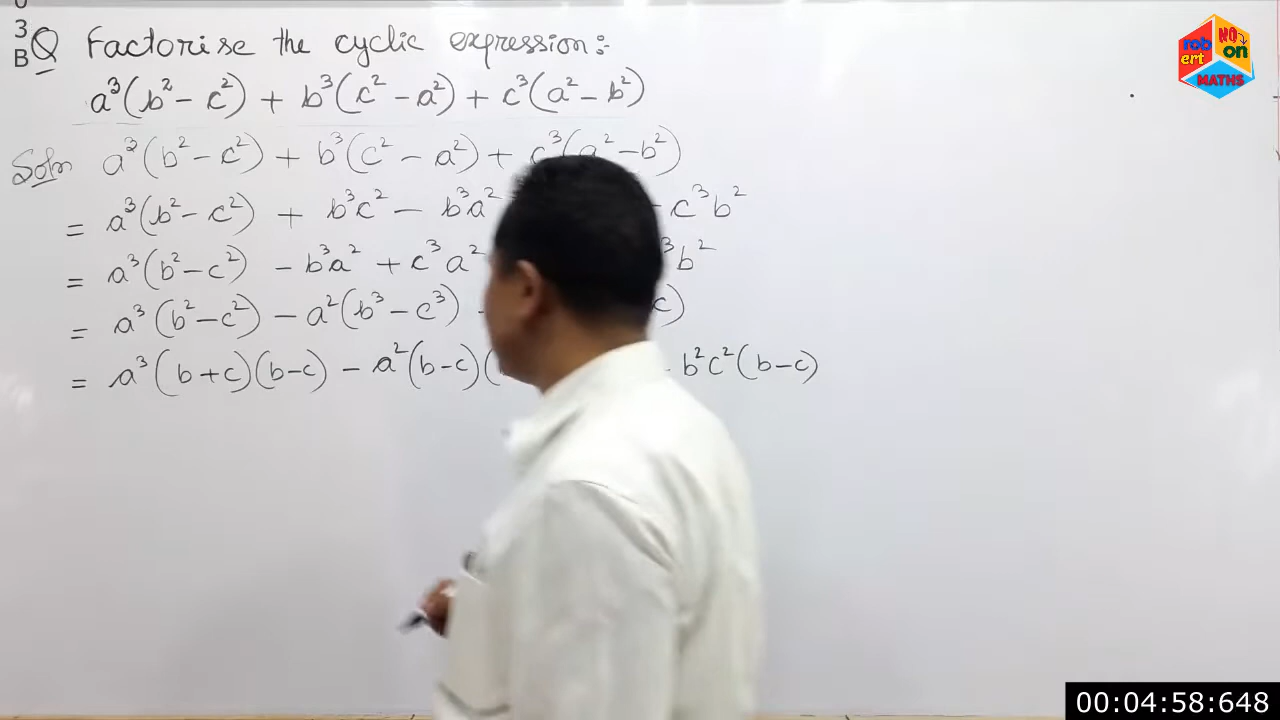 3
B
Q Factorise the cyclic expression:-
a³(b² - c²) + b³(c² - a²) + c³(a² - b²)
Soln a³(b² - c²) + b³(c² - a²) + c³(a² - b²)
= a³(b² - c²) + b³c² - b³a² - c³b²
= a³(b² - c²) - b³a² + c³a² b²
= a³(b² - c²) - a²(b³ - c³)
= a³(b+c)(b-c) - a²(b-c)( b²c²(b-c)
robert
NO→on
MATHS
00:04:58:648